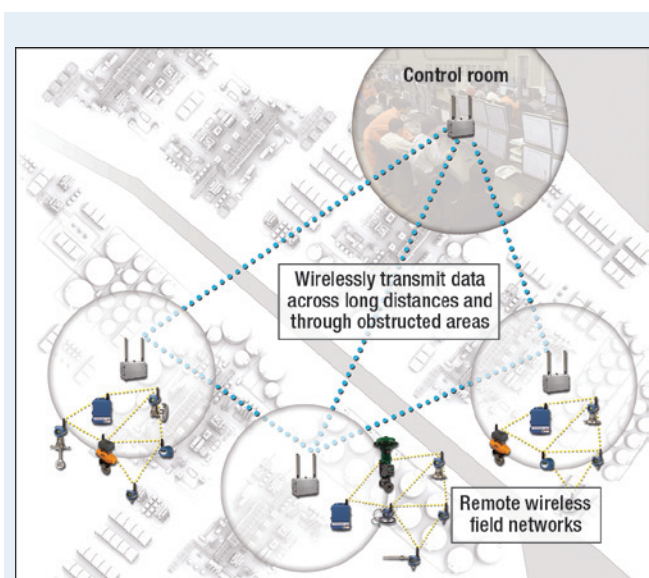 Control room
Wirelessly transmit data
across long distances and
through obstructed areas
Remote wireless
field networks